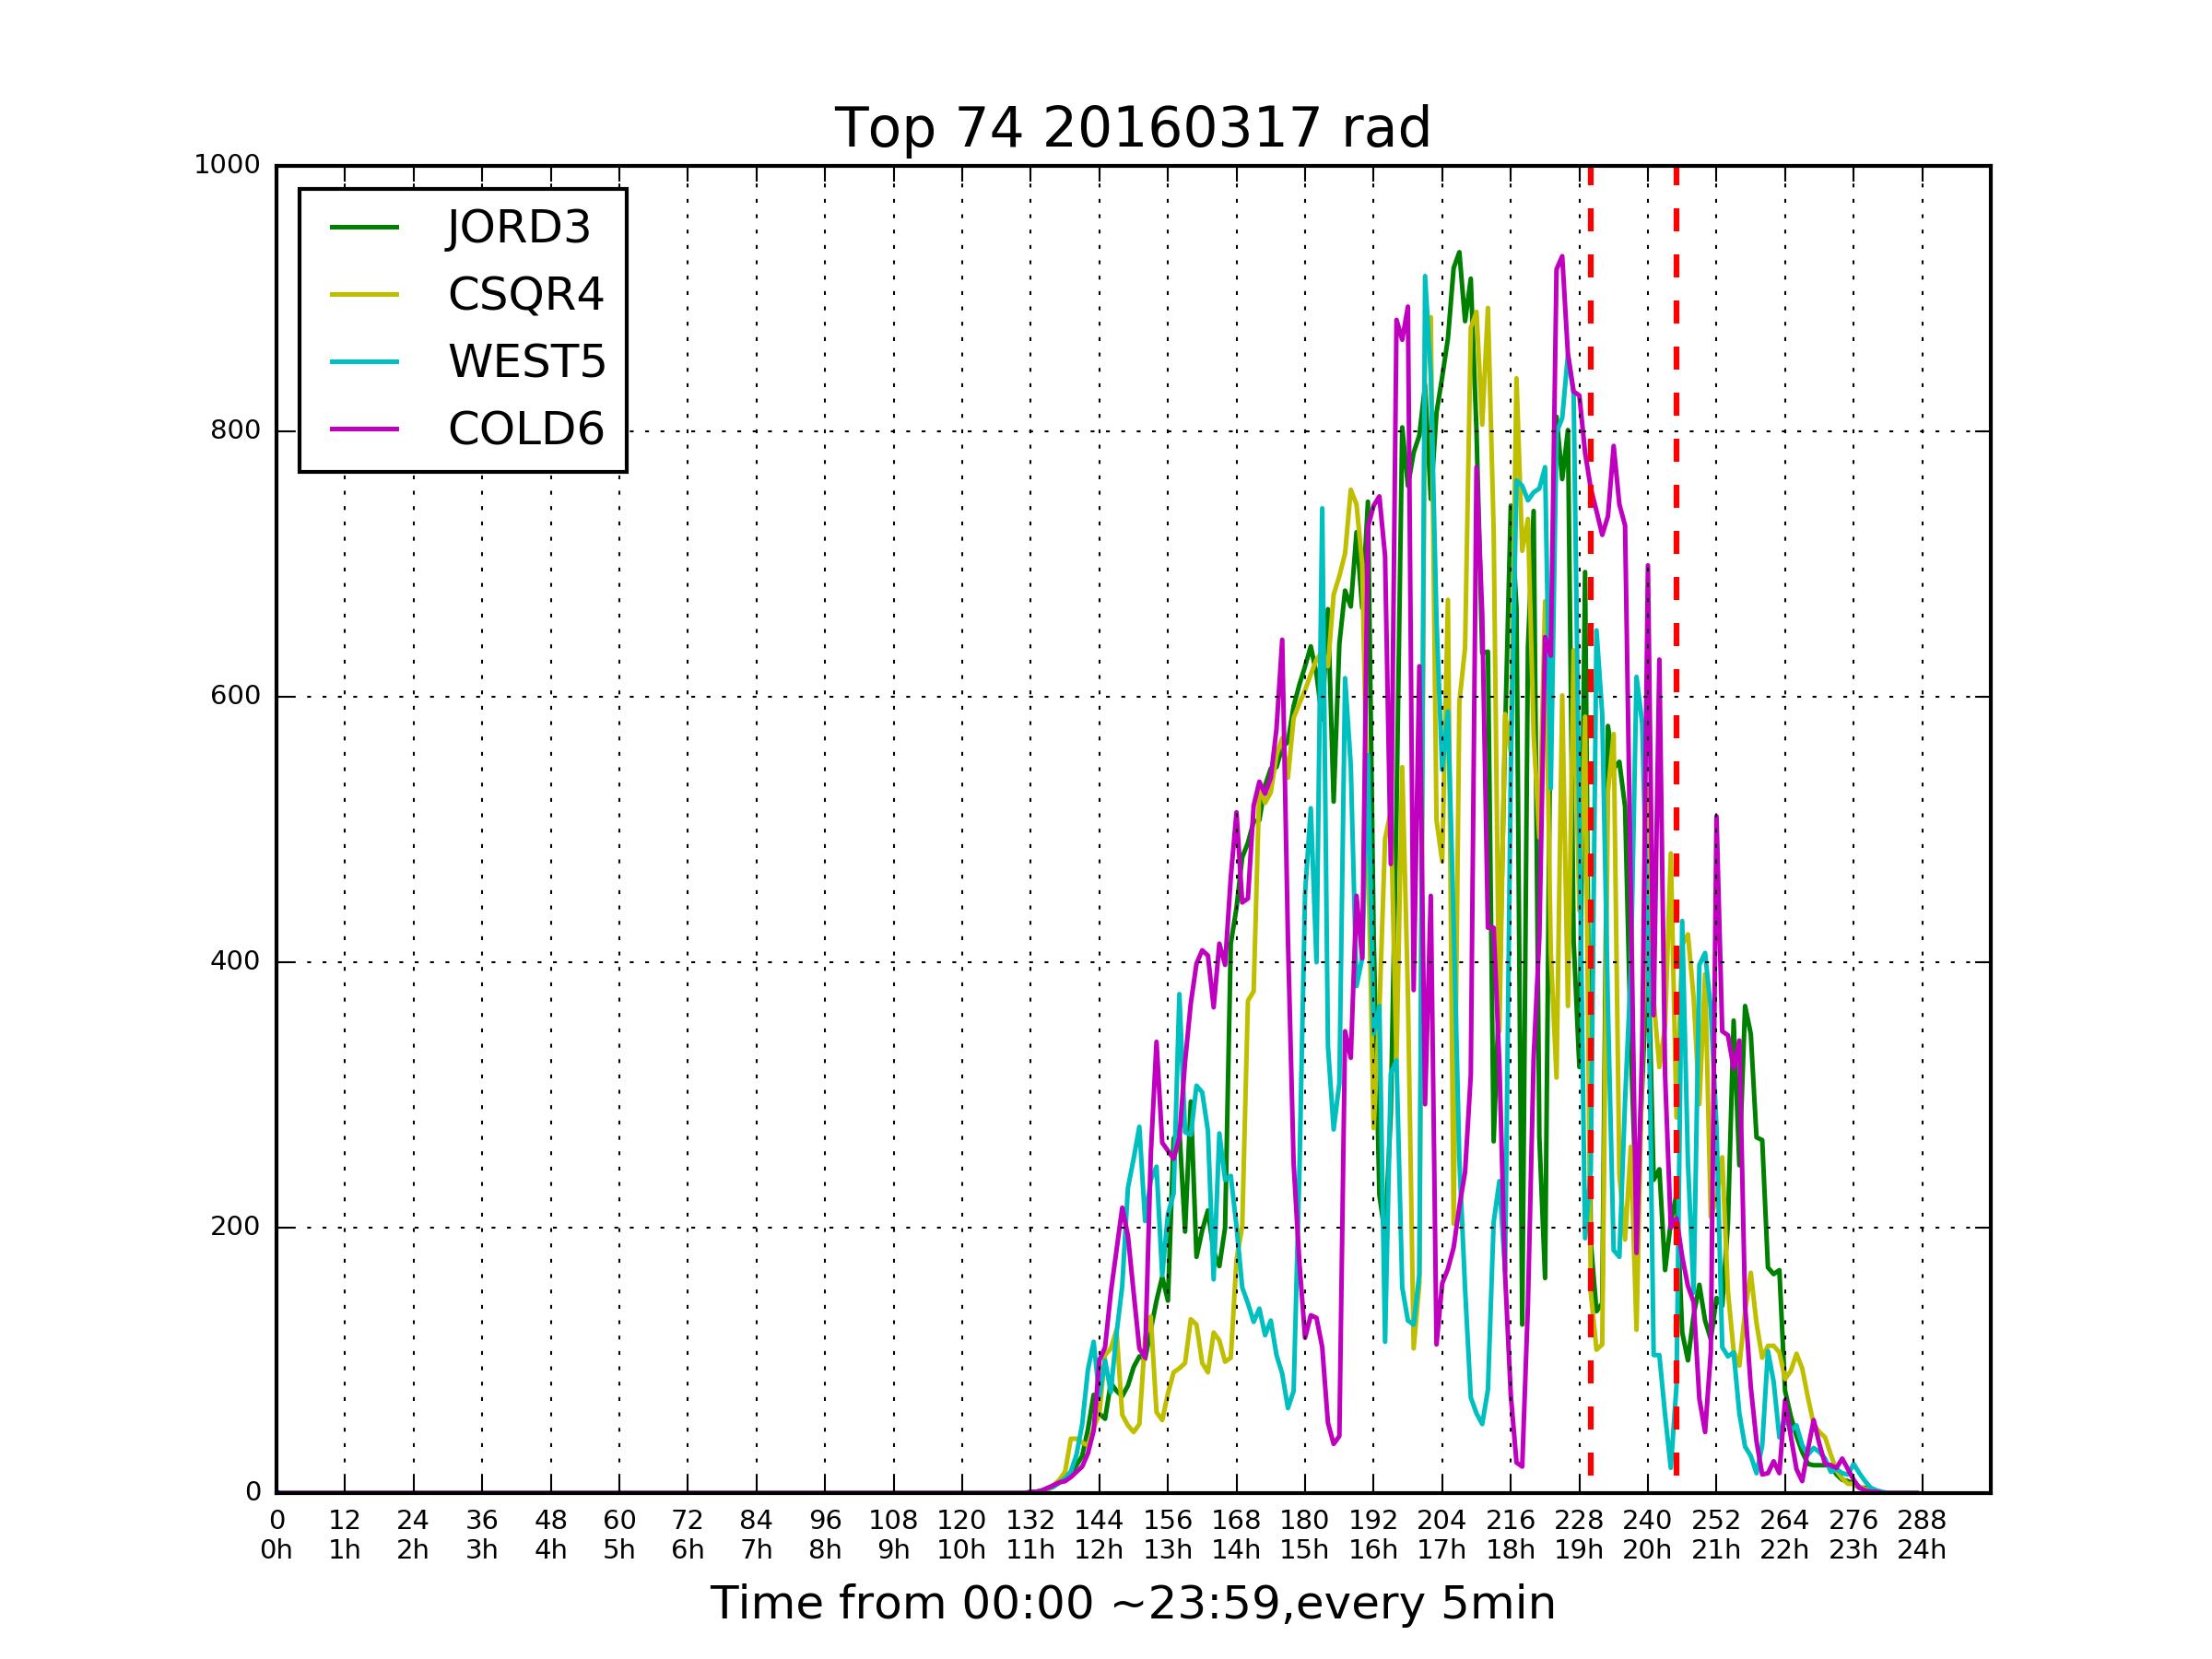 Top 74 20160317 rad
1000
800
600
400
200
0
JORD3
CSQR4
WEST5
COLD6
0 12 24 36 48 60 72 84 96 108 120 132 144 156 168 180 192 204 216 228 240 252 264 276 288
0h 1h 2h 3h 4h 5h 6h 7h 8h 9h 10h 11h 12h 13h 14h 15h 16h 17h 18h 19h 20h 21h 22h 23h 24h
Time from 00:00 ~23:59,every 5min